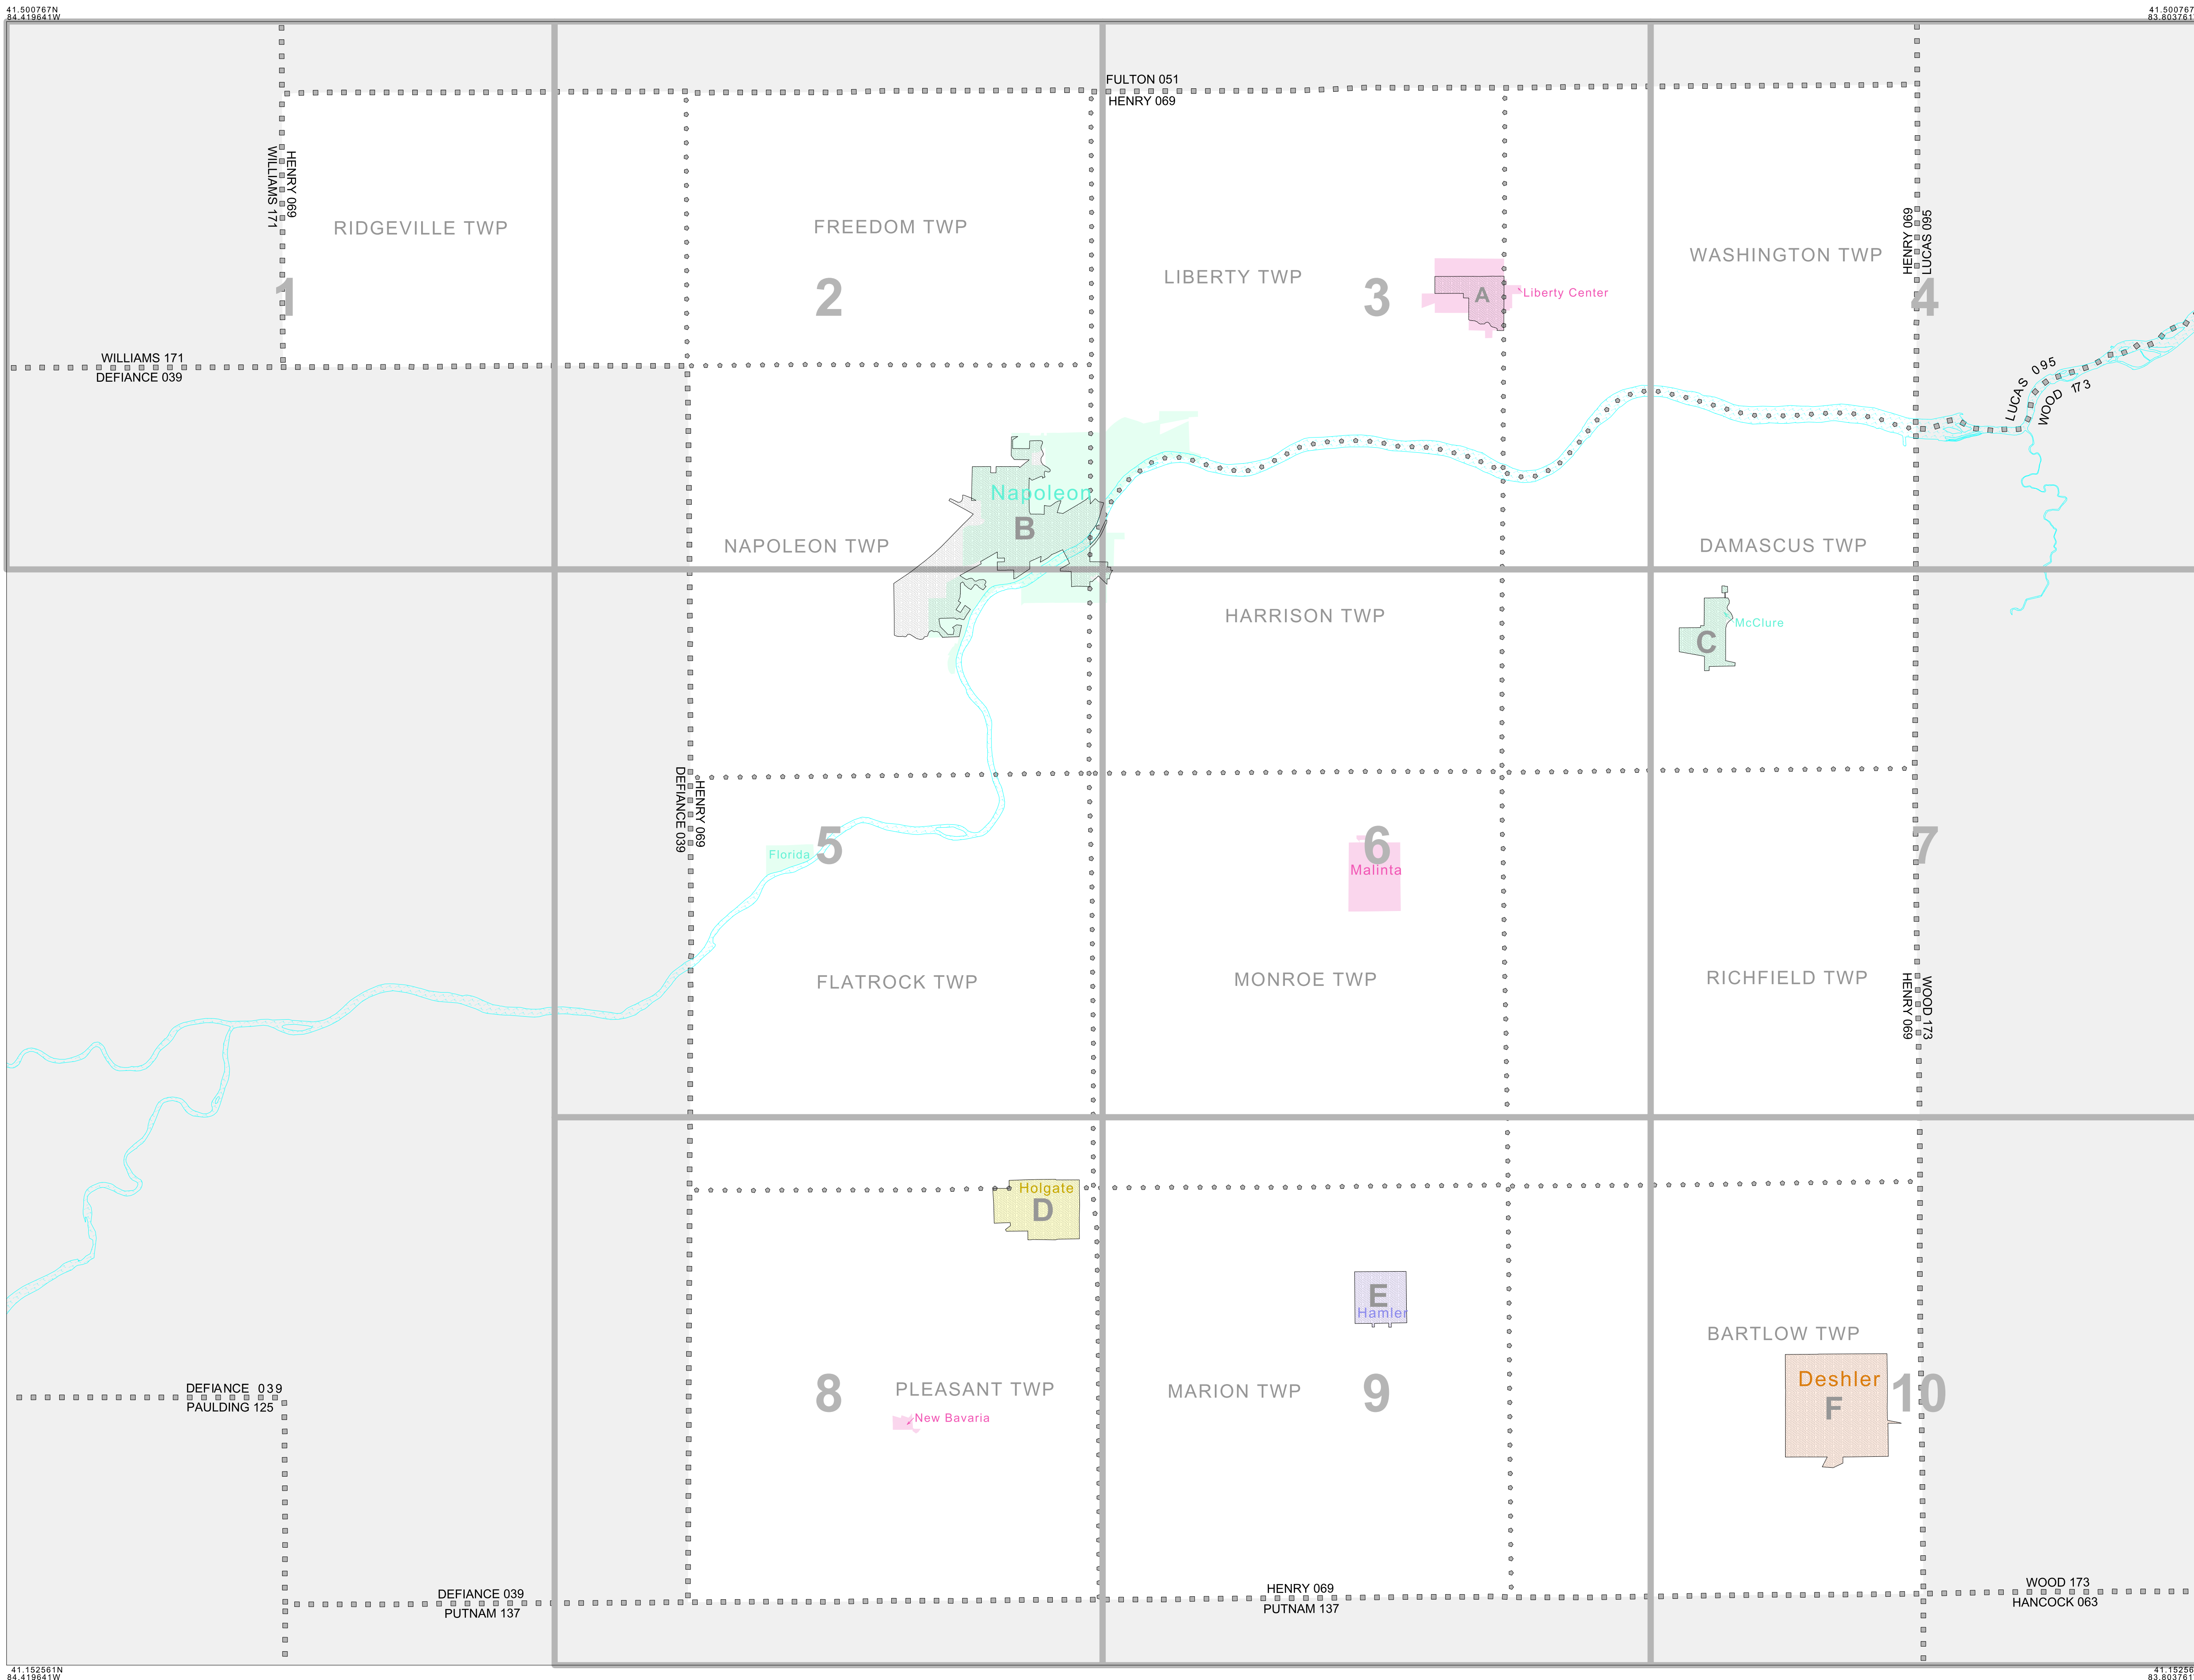 41.500767N
84.419641W
41.500767
83.803761
FULTON 051
HENRY 069
WILLIAMS 171
HENRY 069
RIDGEVILLE TWP
FREEDOM TWP
LIBERTY TWP
WASHINGTON TWP
HENRY 069
LUCAS 095
1
2
3
A
Liberty Center
4
WILLIAMS 171
DEFIANCE 039
LUCAS 095
WOOD 173
Napoleon
B
NAPOLEON TWP
DAMASCUS TWP
HARRISON TWP
McClure
C
DEFIANCE 039
HENRY 069
5
Florida
6
Malinta
7
FLATROCK TWP
MONROE TWP
RICHFIELD TWP
HENRY 069
WOOD 173
Holgate
D
E
Hamler
BARTLOW TWP
Deshler
F
DEFIANCE 039
PAULDING 125
8
PLEASANT TWP
MARION TWP
9
10
New Bavaria
DEFIANCE 039
PUTNAM 137
HENRY 069
PUTNAM 137
WOOD 173
HANCOCK 063
41.152561N
84.419641W
41.15256
83.803761